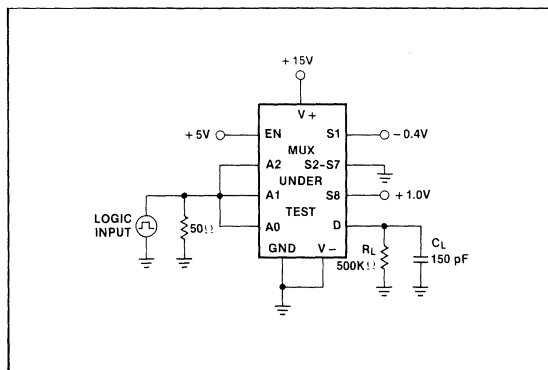 +15V
V+
+5V
EN
S1
-0.4V
MUX
A2
S2-S7
UNDER
A1
S8
+1.0V
LOGIC
INPUT
50Ω
TEST
A0
D
GND
V-
RL
500KΩ
CL
150 pF